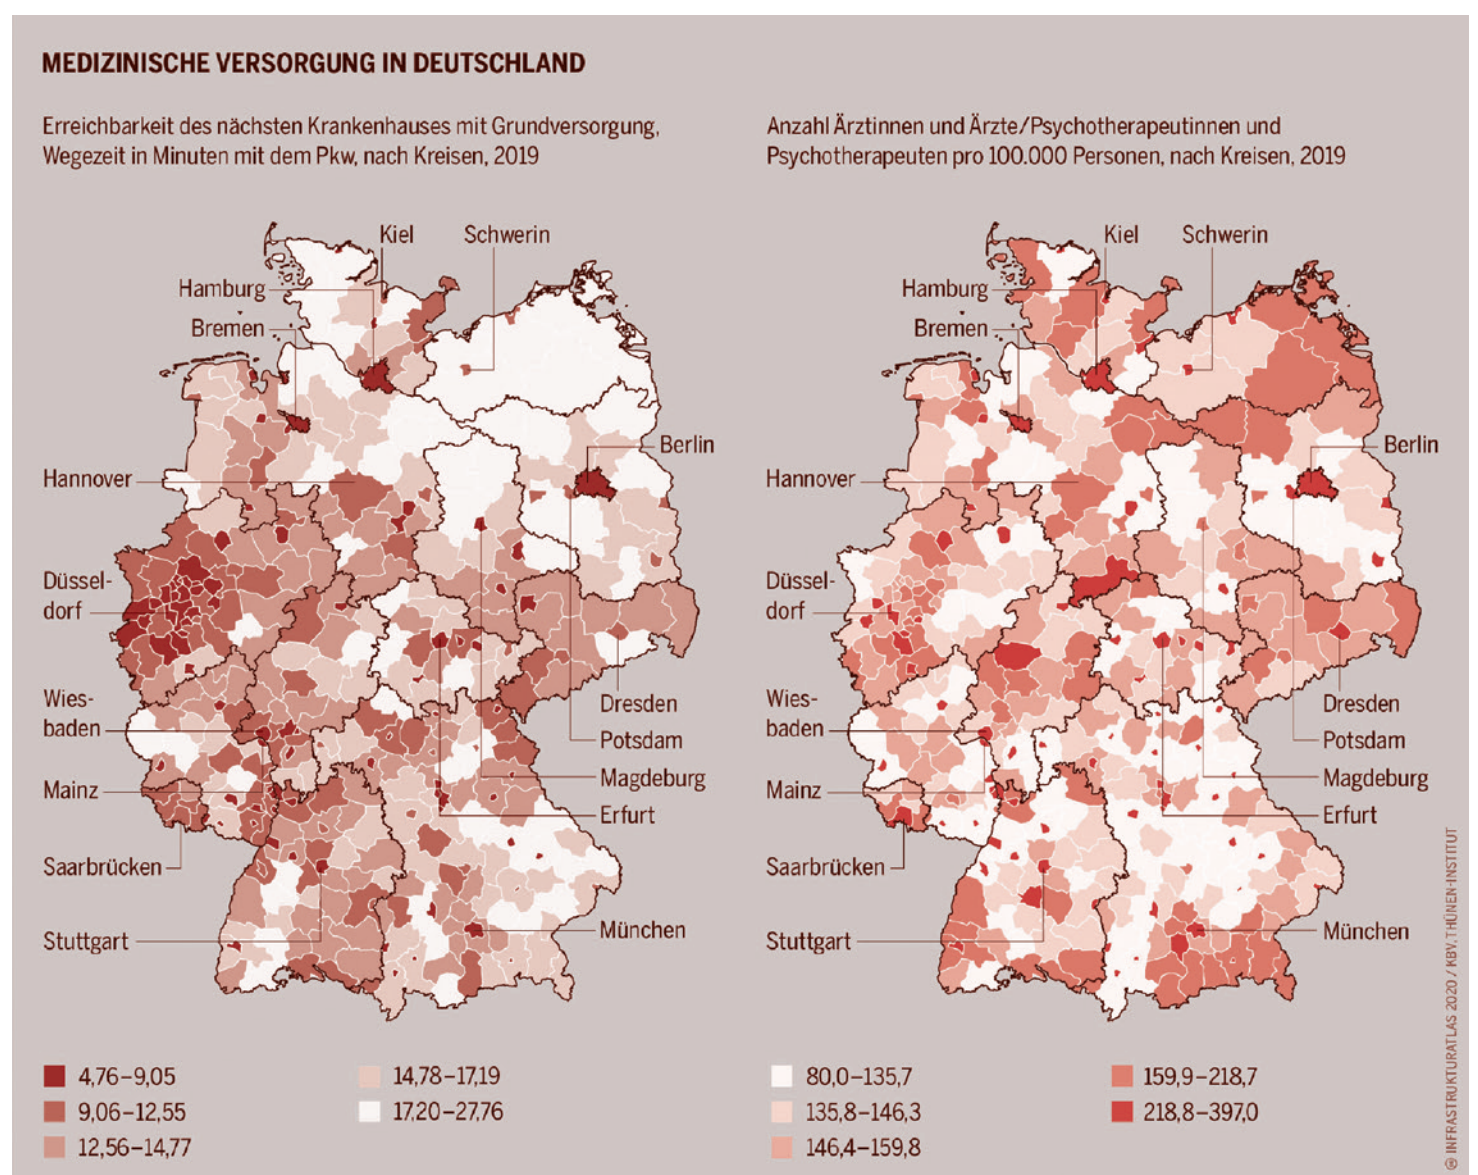 MEDIZINISCHE VERSORGUNG IN DEUTSCHLAND
Erreichbarkeit des nächsten Krankenhauses mit Grundversorgung,
Wegezeit in Minuten mit dem Pkw, nach Kreisen, 2019
Kiel
Schwerin
Hamburg
Bremen
Berlin
Hannover
Düssel-
dorf
Wies-
baden
Dresden
Potsdam
Mainz
Magdeburg
Erfurt
Saarbrücken
Stuttgart
München
4,76–9,05
9,06–12,55
12,56–14,77
14,78–17,19
17,20–27,76
Anzahl Ärztinnen und Ärzte/Psychotherapeutinnen und
Psychotherapeuten pro 100.000 Personen, nach Kreisen, 2019
Kiel
Schwerin
Hamburg
Bremen
Berlin
Hannover
Düssel-
dorf
Wies-
baden
Dresden
Potsdam
Mainz
Magdeburg
Erfurt
Saarbrücken
Stuttgart
München
80,0–135,7
135,8–146,3
146,4–159,8
159,9–218,7
218,8–397,0
© INFRASTRUKTURATLAS 2020 / KBV, THÜNEN-INSTITUT